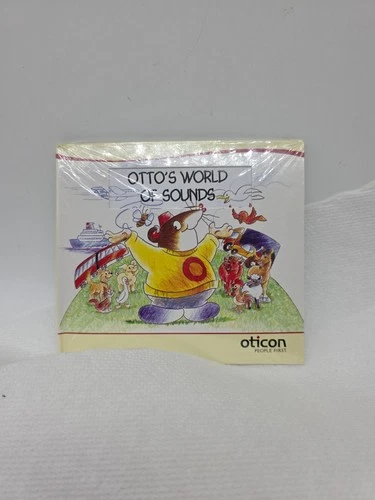 OTTO'S WORLD
OF SOUNDS
O
oticon
PEOPLE FIRST